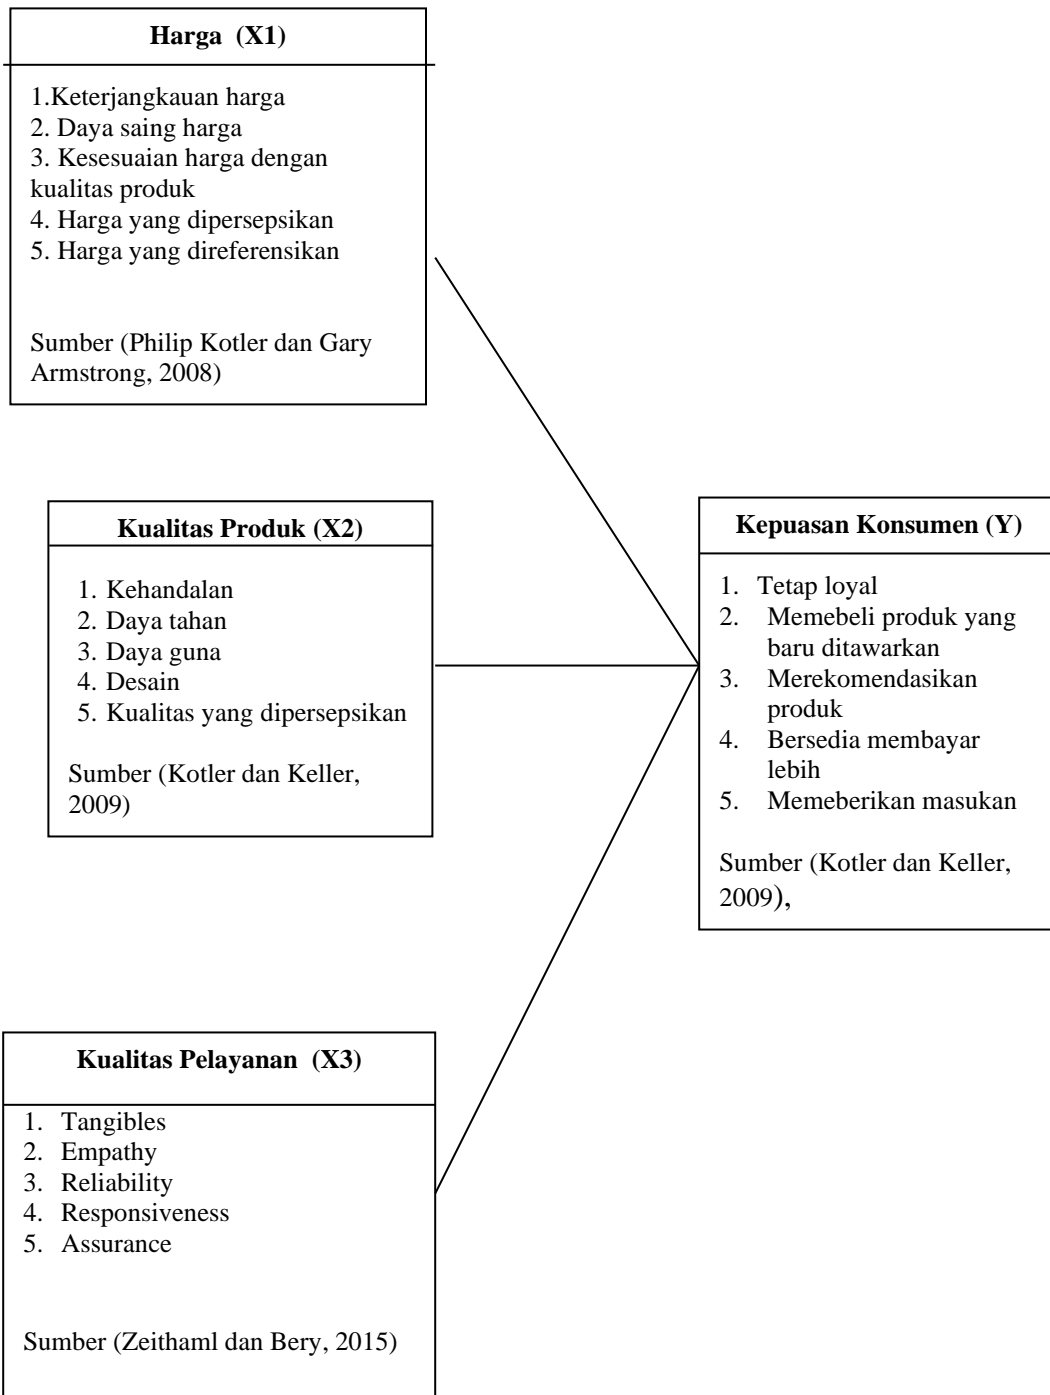 Harga (X1)
1.Keterjangkauan harga
2. Daya saing harga
3. Kesesuaian harga dengan
kualitas produk
4. Harga yang dipersepsikan
5. Harga yang direferensikan
Sumber (Philip Kotler dan Gary
Armstrong, 2008)
Kualitas Produk (X2)
1. Kehandalan
2. Daya tahan
3. Daya guna
4. Desain
5. Kualitas yang dipersepsikan
Sumber (Kotler dan Keller,
2009)
Kepuasan Konsumen (Y)
1. Tetap loyal
2. Memebeli produk yang
baru ditawarkan
3. Merekomendasikan
produk
4. Bersedia membayar
lebih
5. Memeberikan masukan
Sumber (Kotler dan Keller,
2009),
Kualitas Pelayanan (X3)
1. Tangibles
2. Empathy
3. Reliability
4. Responsiveness
5. Assurance
Sumber (Zeithaml dan Bery, 2015)